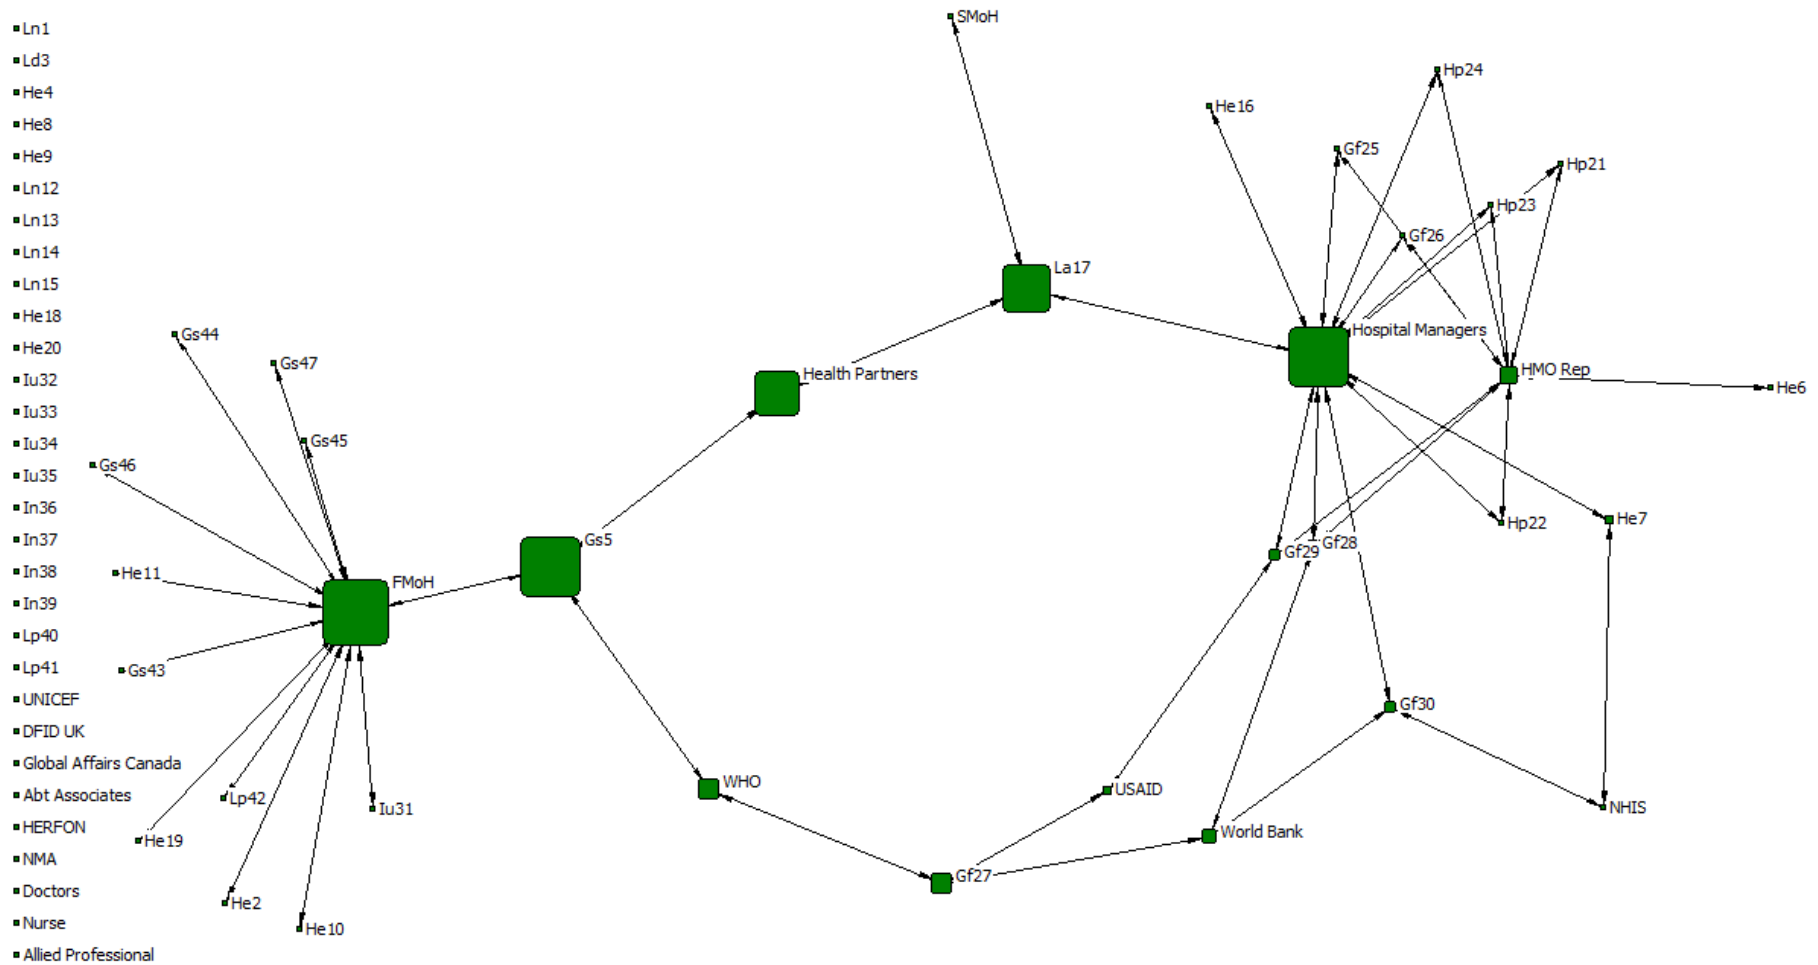 Ln1
Ld3
He4
He8
He9
Ln12
Ln13
Ln14
Ln15
He18
He20
Iu32
Iu33
Iu34
Iu35
In36
In37
In38
In39
Lp40
Lp41
UNICEF
DFID UK
Global Affairs Canada
Abt Associates
HERFON
NMA
Doctors
Nurse
Allied Professional
Gs44
Gs47
Gs45
Gs46
He11
Gs43
FMoH
Lp42
He19
Iu31
He2
He10
Gs5
Health Partners
SMoH
La17
WHO
Gf27
USAID
World Bank
He16
Hp24
Gf25
Hp21
Hp23
Gf26
Hospital Managers
HMO Rep
He6
Hp22
He7
Gf29
Gf28
Gf30
NHIS